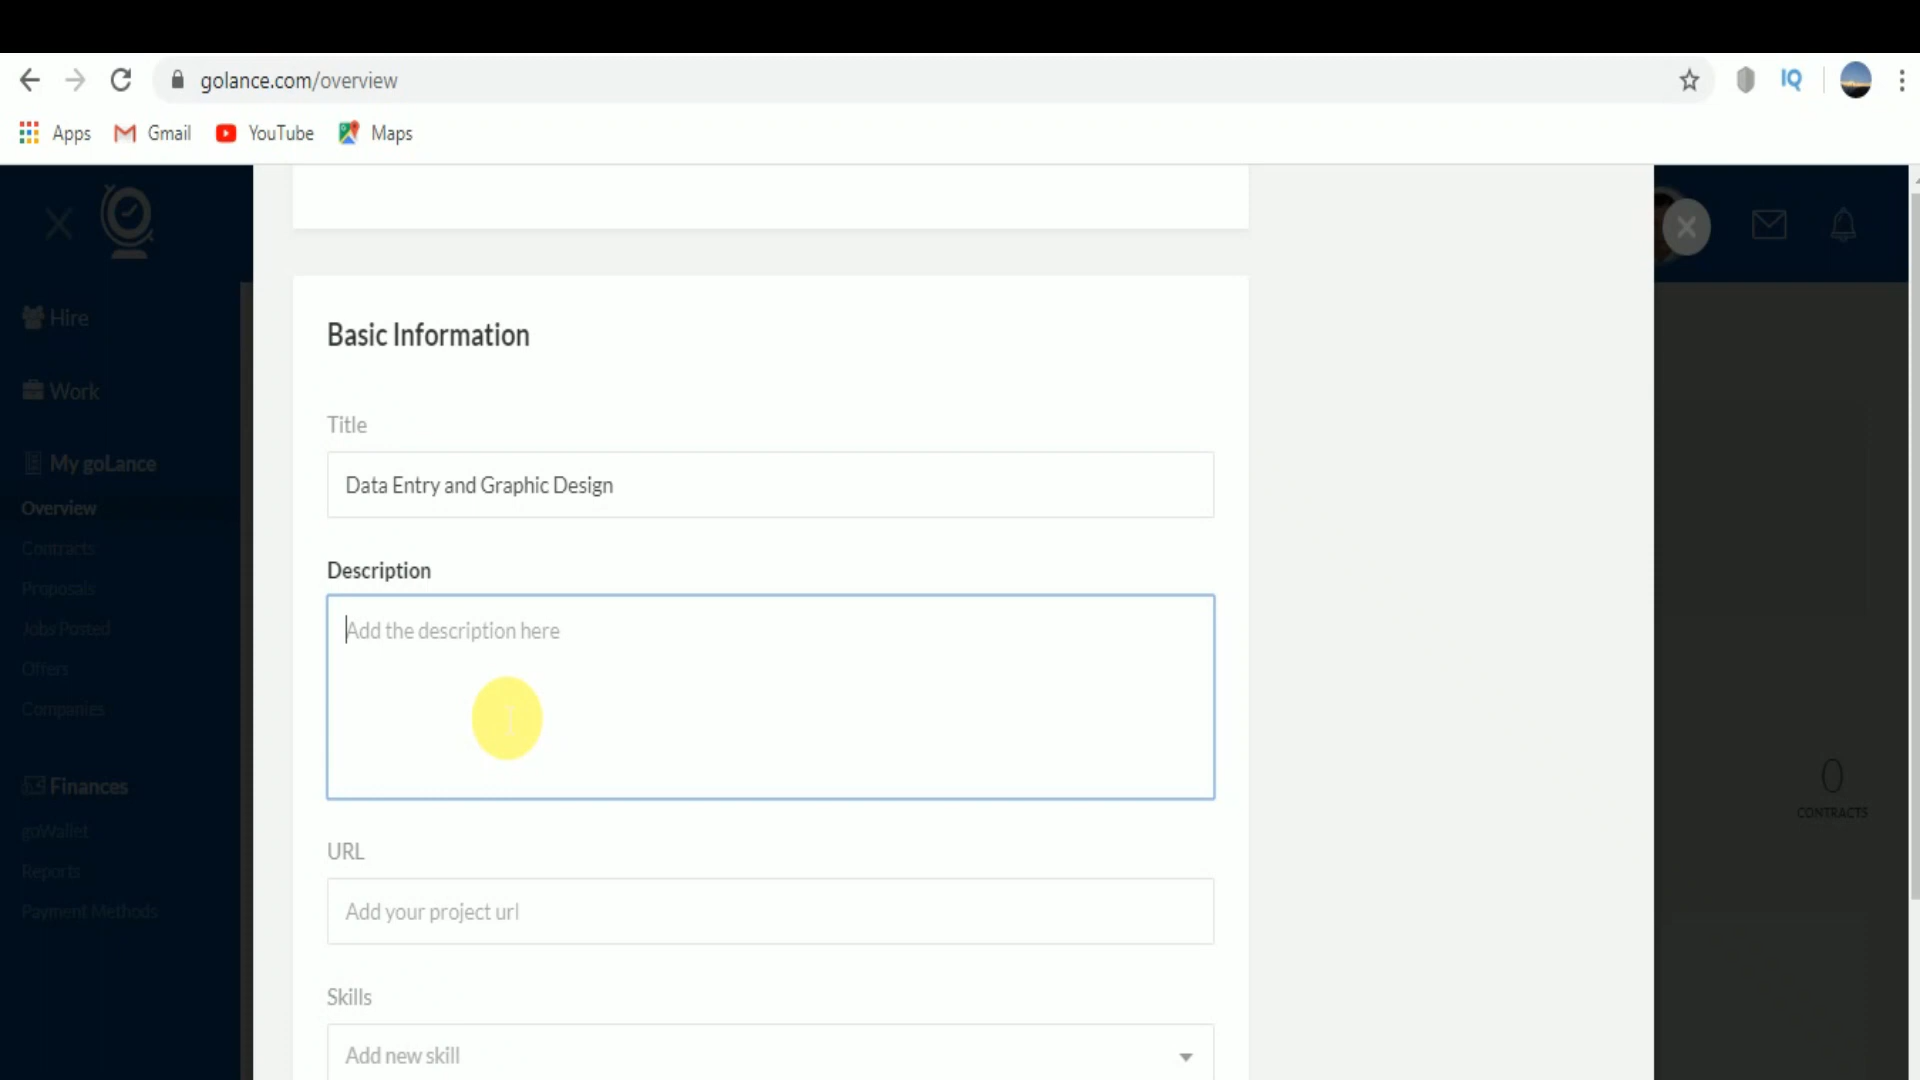 golance.com/overview
IQ
Apps
Gmail
YouTube
Maps
Hire
Work
My goLance
Overview
Contracts
Proposals
Jobs Posted
Offers
Companies
Finances
goWallet
Reports
Payment Methods
Basic Information
Title
Data Entry and Graphic Design
Description
Add the description here
URL
Add your project url
Skills
Add new skill
0
CONTRACTS